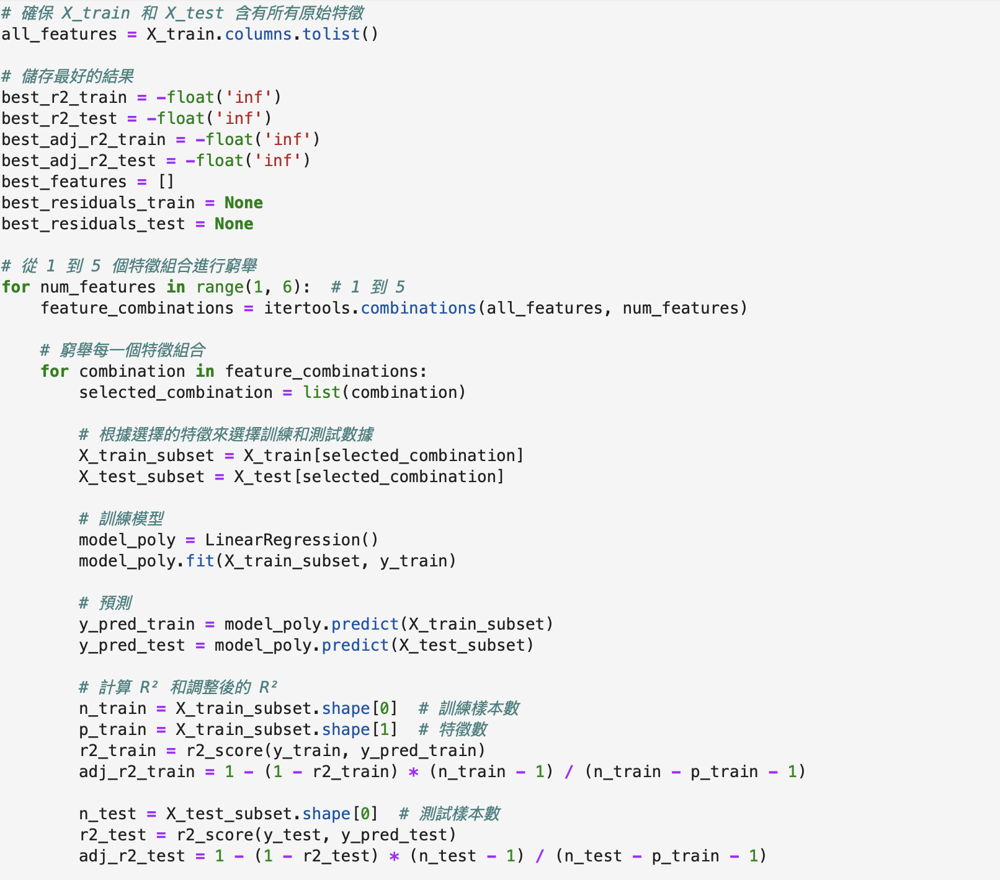 # 確保 X_train 和 X_test 含有所有原始特徵
all_features = X_train.columns.tolist()
# 儲存最好的結果
best_r2_train = -float('inf')
best_r2_test = -float('inf')
best_adj_r2_train = -float('inf')
best_adj_r2_test = -float('inf')
best_features = []
best_residuals_train = None
best_residuals_test = None
# 從 1 到 5 個特徵組合進行窮舉
for num_features in range(1, 6):  # 1 到 5
    feature_combinations = itertools.combinations(all_features, num_features)
    # 窮舉每一個特徵組合
    for combination in feature_combinations:
        selected_combination = list(combination)
        # 根據選擇的特徵來選擇訓練和測試數據
        X_train_subset = X_train[selected_combination]
        X_test_subset = X_test[selected_combination]
        # 訓練模型
        model_poly = LinearRegression()
        model_poly.fit(X_train_subset, y_train)
        # 預測
        y_pred_train = model_poly.predict(X_train_subset)
        y_pred_test = model_poly.predict(X_test_subset)
        # 計算 R² 和調整後的 R²
        n_train = X_train_subset.shape[0]  # 訓練樣本數
        p_train = X_train_subset.shape[1]  # 特徵數
        r2_train = r2_score(y_train, y_pred_train)
        adj_r2_train = 1 - (1 - r2_train) * (n_train - 1) / (n_train - p_train - 1)
        n_test = X_test_subset.shape[0]  # 測試樣本數
        r2_test = r2_score(y_test, y_pred_test)
        adj_r2_test = 1 - (1 - r2_test) * (n_test - 1) / (n_test - p_train - 1)